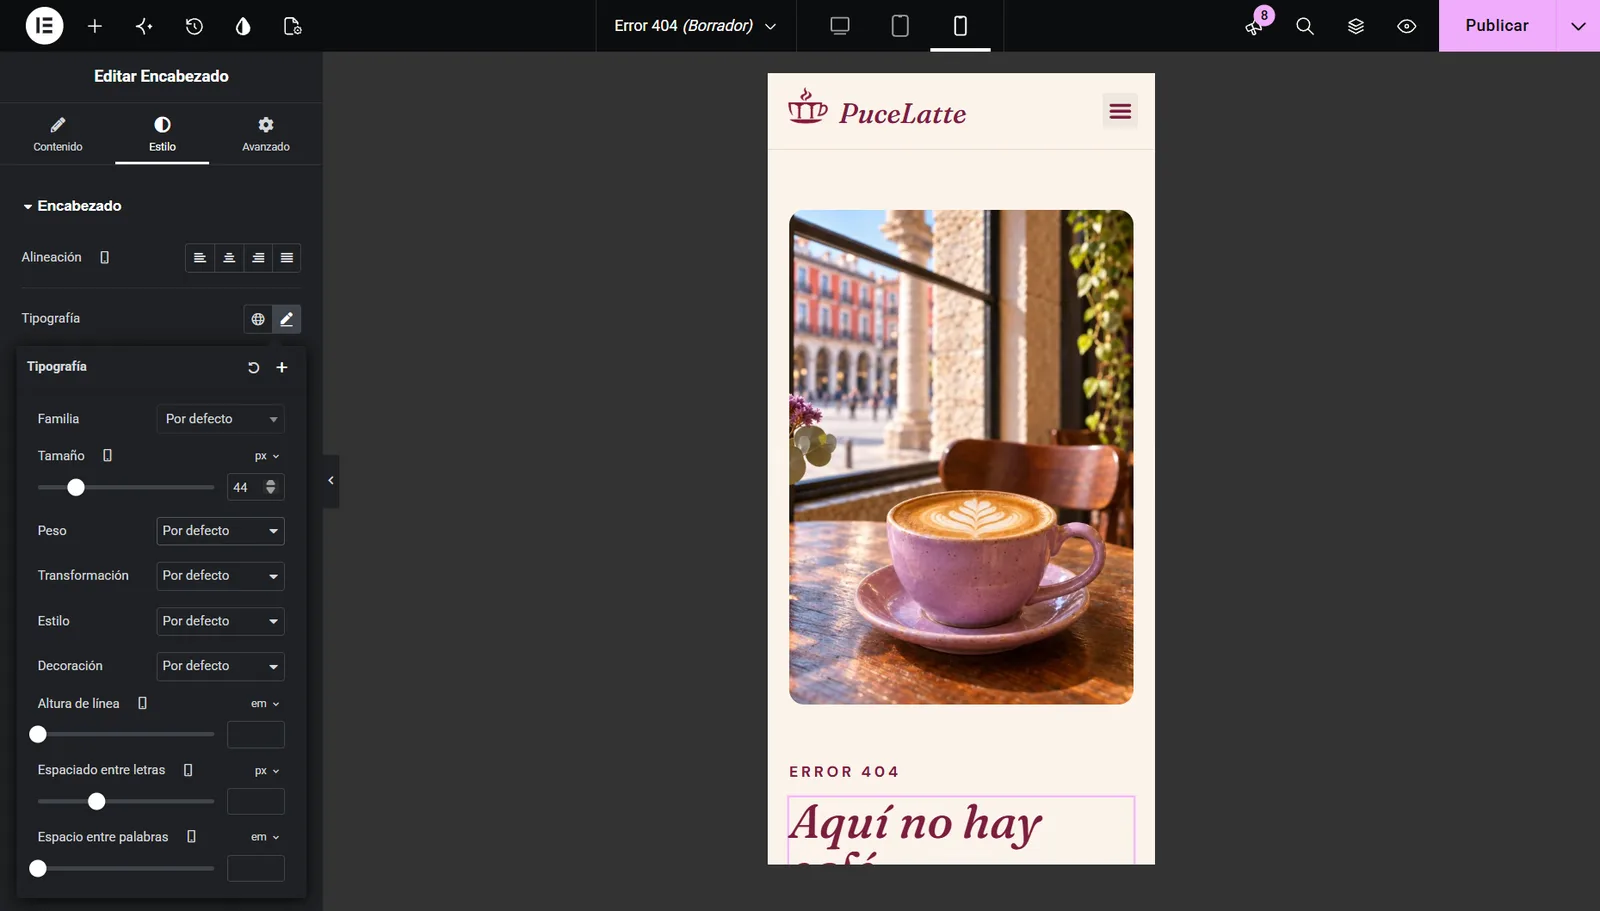 Error 404 (Borrador)
8
Publicar
Editar Encabezado
Contenido
Estilo
Avanzado
Encabezado
Alineación
Tipografía
Tipografía
Familia
Por defecto
Tamaño
px
44
Peso
Por defecto
Transformación
Por defecto
Estilo
Por defecto
Decoración
Por defecto
Altura de línea
em
Espaciado entre letras
px
Espacio entre palabras
em
PuceLatte
ERROR 404
Aquí no hay
café